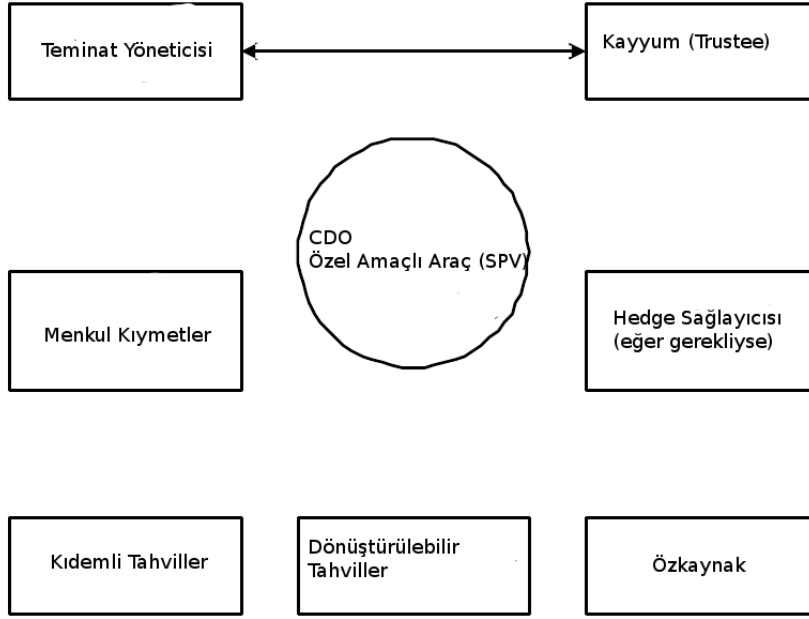 Teminat Yöneticisi
Kayyum (Trustee)
CDO
Özel Amaçlı Araç (SPV)
Menkul Kıymetler
Hedge Sağlayıcısı
(eğer gerekliyse)
Kıdemli Tahviller
Dönüştürülebilir
Tahviller
Özkaynak